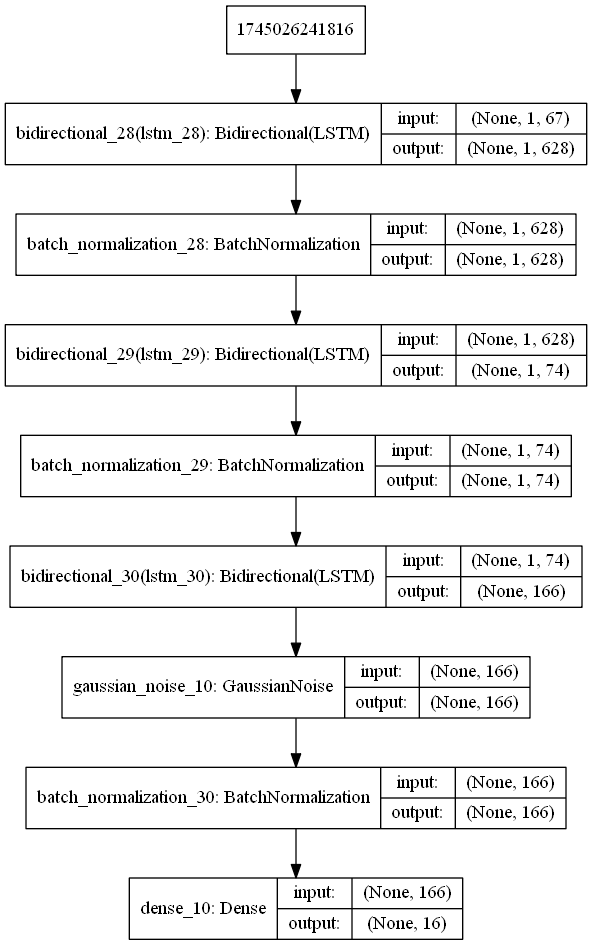 1745026241816
bidirectional_28(lstm_28): Bidirectional(LSTM)
input: (None, 1, 67)
output: (None, 1, 628)
batch_normalization_28: BatchNormalization
input: (None, 1, 628)
output: (None, 1, 628)
bidirectional_29(lstm_29): Bidirectional(LSTM)
input: (None, 1, 628)
output: (None, 1, 74)
batch_normalization_29: BatchNormalization
input: (None, 1, 74)
output: (None, 1, 74)
bidirectional_30(lstm_30): Bidirectional(LSTM)
input: (None, 1, 74)
output: (None, 166)
gaussian_noise_10: GaussianNoise
input: (None, 166)
output: (None, 166)
batch_normalization_30: BatchNormalization
input: (None, 166)
output: (None, 166)
dense_10: Dense
input: (None, 166)
output: (None, 16)